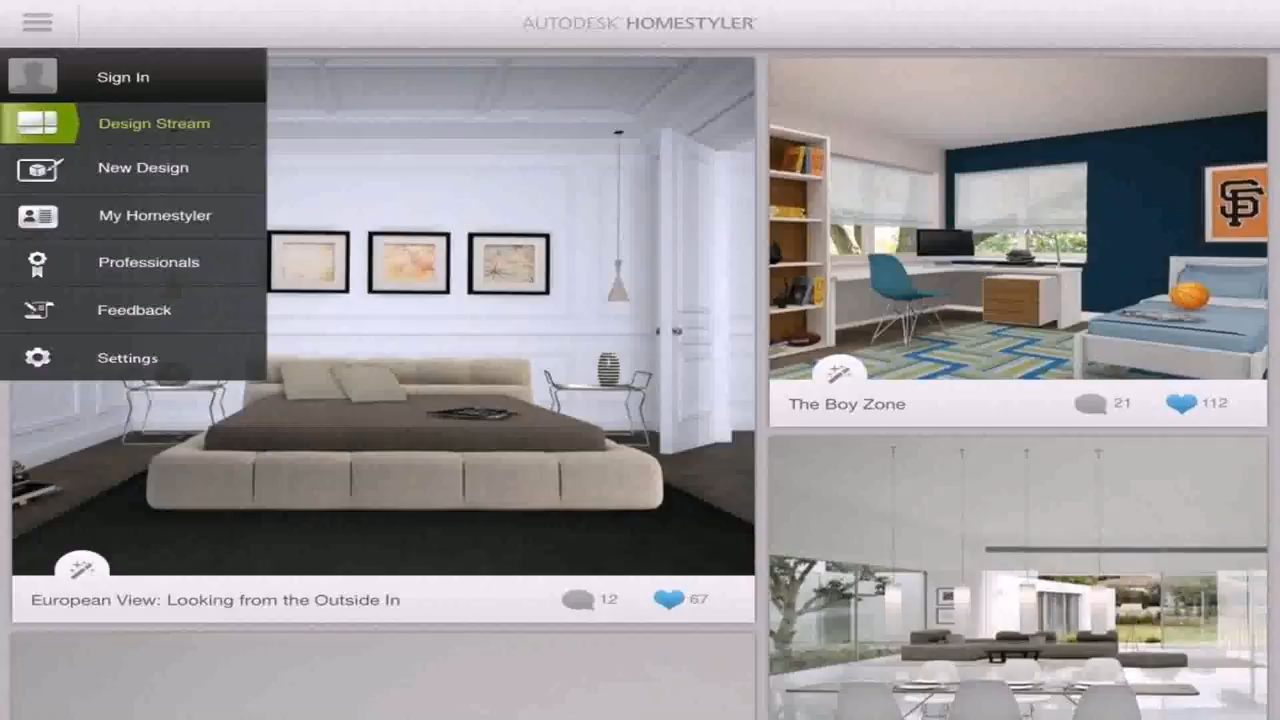 AUTODESK HOMESTYLER
Sign In
Design Stream
New Design
My Homestyler
Professionals
Feedback
Settings
SF
The Boy Zone
21
112
European View: Looking from the Outside In
12
67